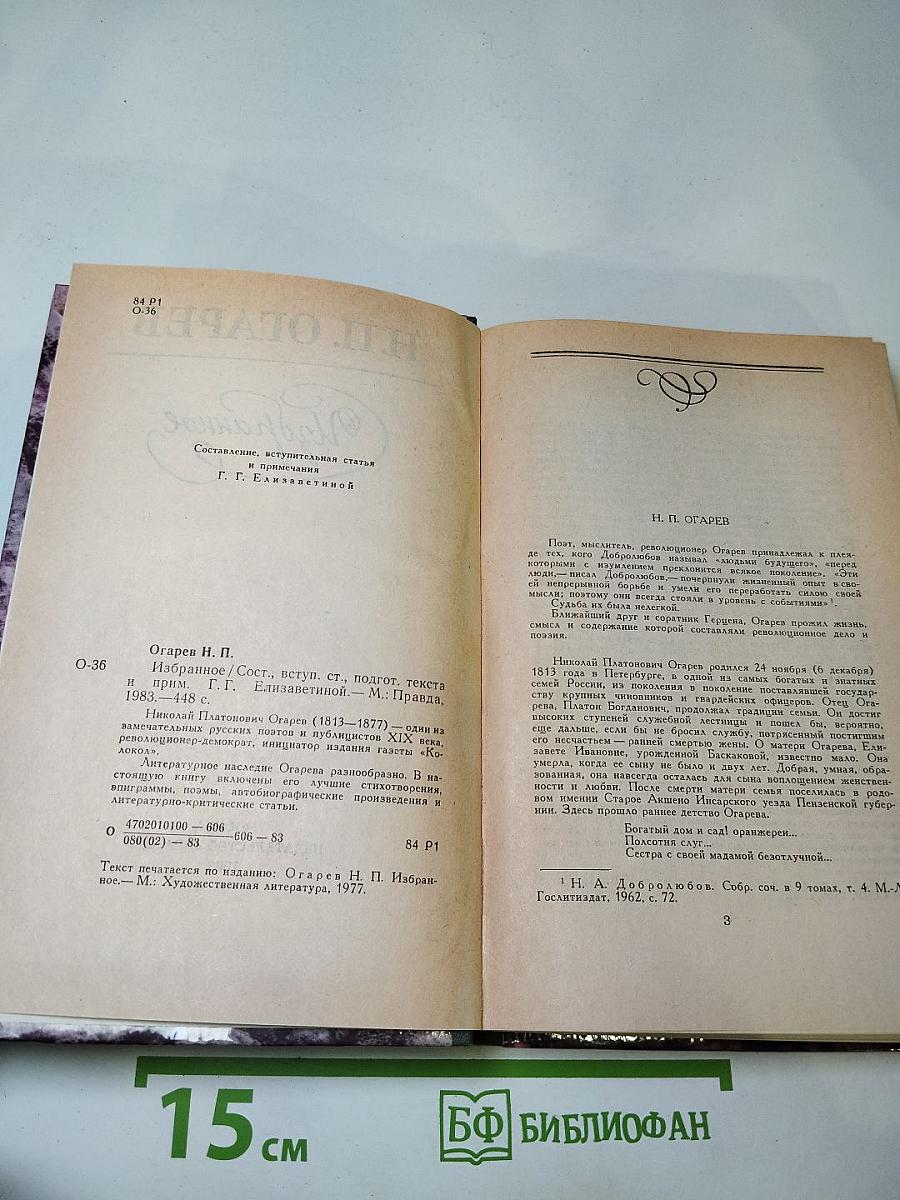 84 Р1
О-36
Н.П. ОГАРЕВ
Избранное
Составление, вступительная статья
и примечания
Г. Г. Елизаветиной
Огарев Н. П.
О-36
Избранное/Сост., вступ. ст., подгот. текста
и прим. Г. Г. Елизаветиной.— М.: Правда,
1983.—448 с.
Николай Платонович Огарев (1813—1877) — один из
замечательных русских поэтов и публицистов XIX века,
революционер-демократ, инициатор издания газеты «Ко-
локол».
Литературное наследие Огарева разнообразно. В на-
стоящую книгу включены его лучшие стихотворения,
эпиграммы, поэмы, автобиографические произведения и
литературно-критические статьи.
О 4702010100 — 606
080(02) — 83 —606 — 83
84 Р1
Текст печатается по изданию: Огарев Н. П. Избран-
ное.— М.: Художественная литература, 1977.
Н. П. ОГАРЕВ
Поэт, мыслитель, революционер Огарев принадлежал к плея-
де тех, кого Добролюбов называл «людьми будущего», «перед
которыми с изумлением преклонится всякое поколение». «Эти
люди,— писал Добролюбов,— почерпнули жизненный опыт в сво-
ей непрерывной борьбе и умели его переработать силою своей
мысли; поэтому они всегда стояли в уровень с событиями» 1.
Судьба их была нелегкой.
Ближайший друг и соратник Герцена, Огарев прожил жизнь,
смысл и содержание которой составляли революционное дело и
поэзия.
Николай Платонович Огарев родился 24 ноября (6 декабря)
1813 года в Петербурге, в одной из самых богатых и знатных
семей России, из поколения в поколение поставлявшей государ-
ству крупных чиновников и гвардейских офицеров. Отец Ога-
рева, Платон Богданович, продолжал традиции семьи. Он достиг
высоких ступеней служебной лестницы и пошел бы, вероятно,
еще дальше, если бы не бросил службу, потрясенный постигшим
его несчастьем — ранней смертью жены. О матери Огарева, Ели-
завете Ивановне, урожденной Баскаковой, известно мало. Она
умерла, когда ее сыну не было и двух лет. Добрая, умная, обра-
зованная, она навсегда осталась для сына воплощением женствен-
ности и любви. После смерти матери семья поселилась в родо-
вом имении Старое Акшено Инсарского уезда Пензенской губер-
нии. Здесь прошло раннее детство Огарева.
Богатый дом и сад! оранжереи...
Полсотия слуг...
Сестра с своей мадамой безотлучной...
1 Н. А. Добролюбов. Собр. соч. в 9 томах, т. 4. М.-Л
Гослитиздат, 1962, с. 72.
3
15 см
БФ БИБЛИОФАН